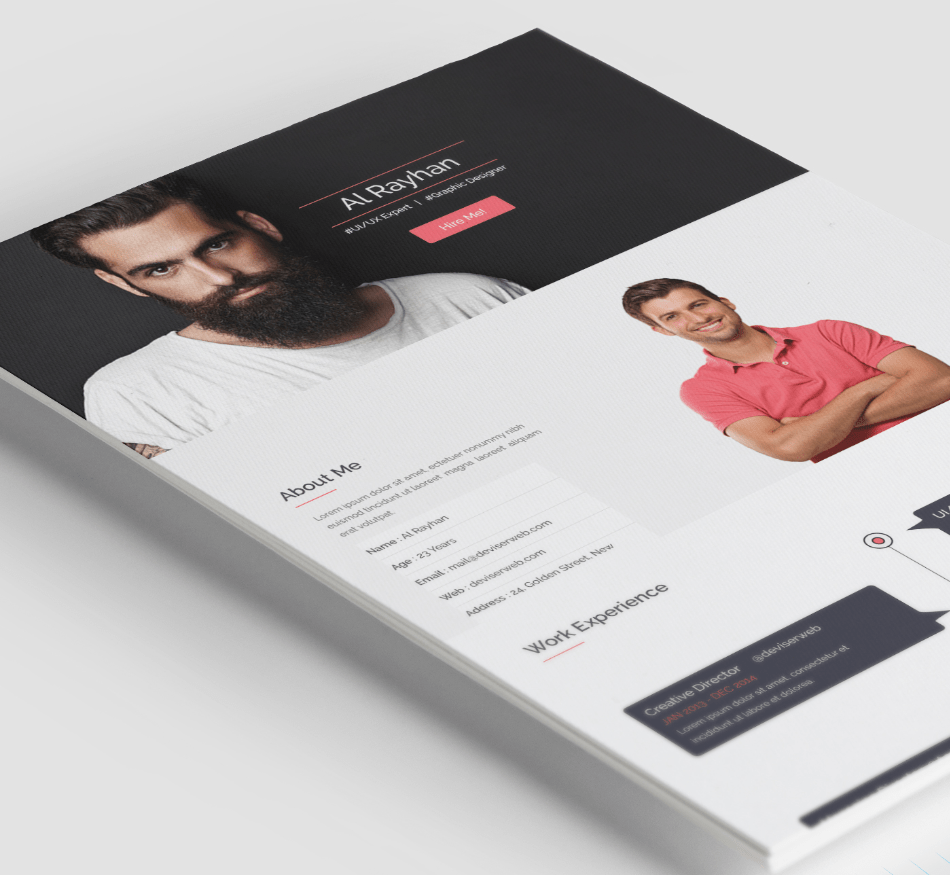 Al Rayhan
#UI/UX Expert | #Graphic Designer
Hire Me!
About Me
Lorem ipsum dolor sit amet, ectetuer nonummy nibh
euismod tincidunt ut laoreet. magna laoreet. aliquam
erat volutpat.
Name : Al Rayhan
Age : 23 Years
Email : mail@deviserweb.com
Web : deviserweb.com
Address : 24, Golden Street, New
Work Experience
UI
Creative Director @deviserweb
JAN 2013 - DEC 2014
Lorem ipsum dolor sit amet, consectetur et
incididunt ut labore et dolorea